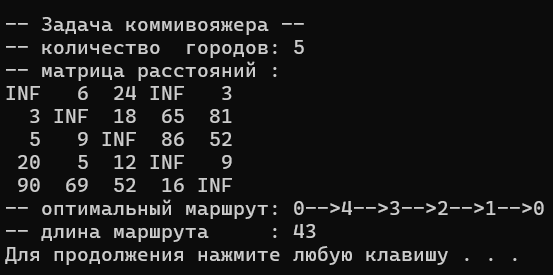 -- Задача коммивояжера --
-- количество  городов: 5
-- матрица расстояний :
INF   6  24 INF   3
  3 INF  18  65  81
  5   9 INF  86  52
 20   5  12 INF   9
 90  69  52  16 INF
-- оптимальный маршрут: 0-->4-->3-->2-->1-->0
-- длина маршрута     : 43
Для продолжения нажмите любую клавишу . . .